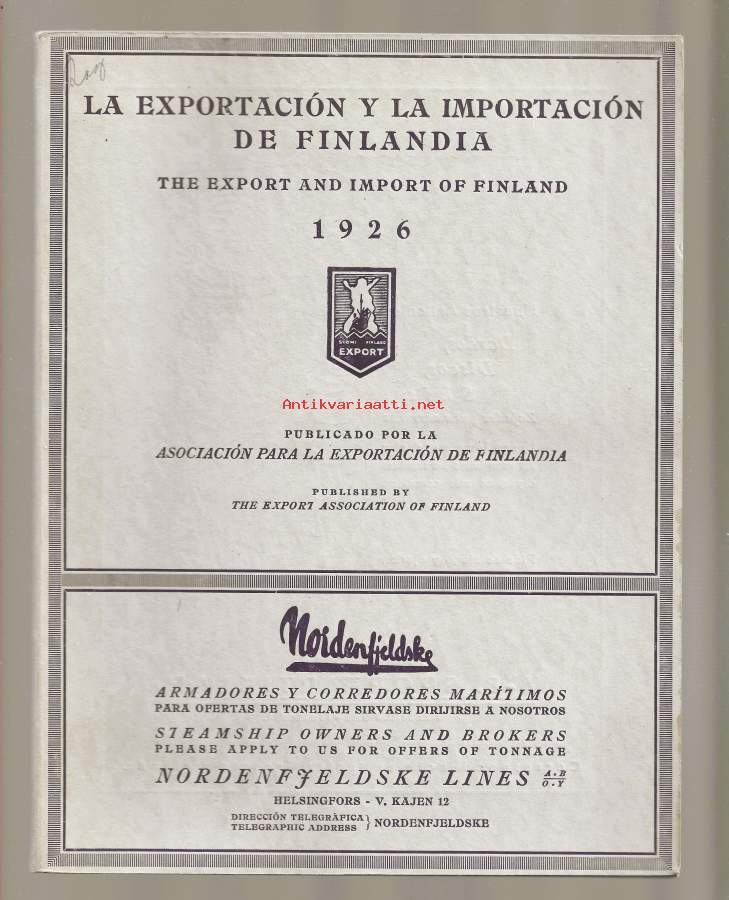 LA EXPORTACIÓN Y LA IMPORTACIÓN
DE FINLANDIA
THE EXPORT AND IMPORT OF FINLAND
1926
SUOMI FINLAND
EXPORT
Antikvariaatti.net
PUBLICADO POR LA
ASOCIACIÓN PARA LA EXPORTACIÓN DE FINLANDIA
PUBLISHED BY
THE EXPORT ASSOCIATION OF FINLAND
Nordenfjeldske
ARMADORES Y CORREDORES MARÍTIMOS
PARA OFERTAS DE TONELAJE SIRVASE DIRIJIRSE A NOSOTROS
STEAMSHIP OWNERS AND BROKERS
PLEASE APPLY TO US FOR OFFERS OF TONNAGE
NORDENFJELDSKE LINES A.B O.Y
HELSINGFORS - V. KAJEN 12
DIRECCIÓN TELEGRÀFICA
TELEGRAPHIC ADDRESS } NORDENFJELDSKE